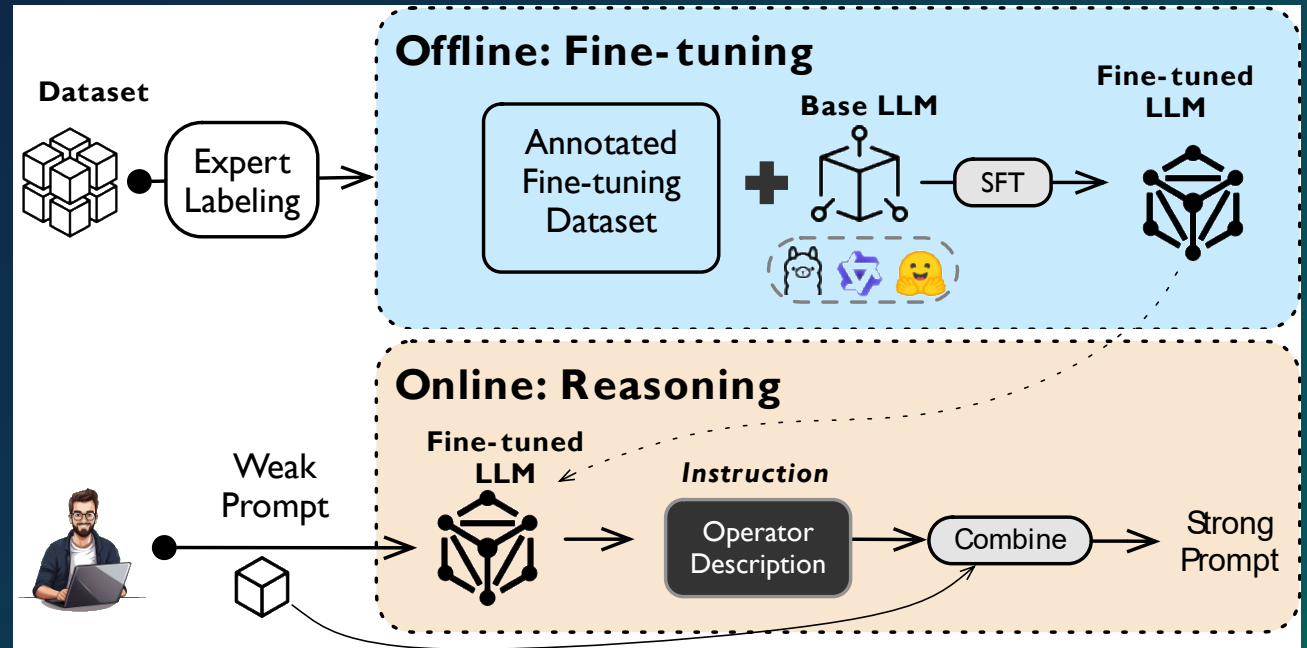 Offline: Fine-tuning
Dataset
Expert
Labeling
Annotated
Fine-tuning
Dataset
Base LLM
SFT
Fine-tuned
LLM
Online: Reasoning
Weak
Prompt
Fine-tuned
LLM
Instruction
Operator
Description
Combine
Strong
Prompt